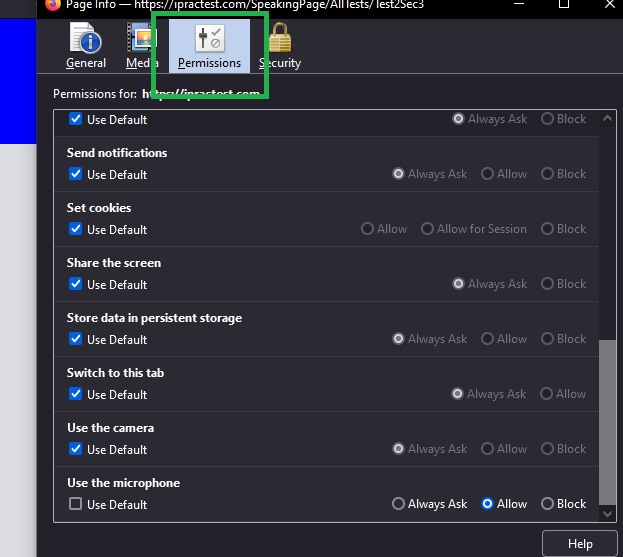 Page Info — https://ipractest.com/SpeakingPage/AllTests/Test2Sec3
General Media Permissions Security
Permissions for: https://ipractest.com
Use Default Always Ask Block
Send notifications
Use Default Always Ask Allow Block
Set cookies
Use Default Allow Allow for Session Block
Share the screen
Use Default Always Ask Block
Store data in persistent storage
Use Default Always Ask Allow Block
Switch to this tab
Use Default Always Ask Allow
Use the camera
Use Default Always Ask Allow Block
Use the microphone
Use Default Always Ask Allow Block
Help